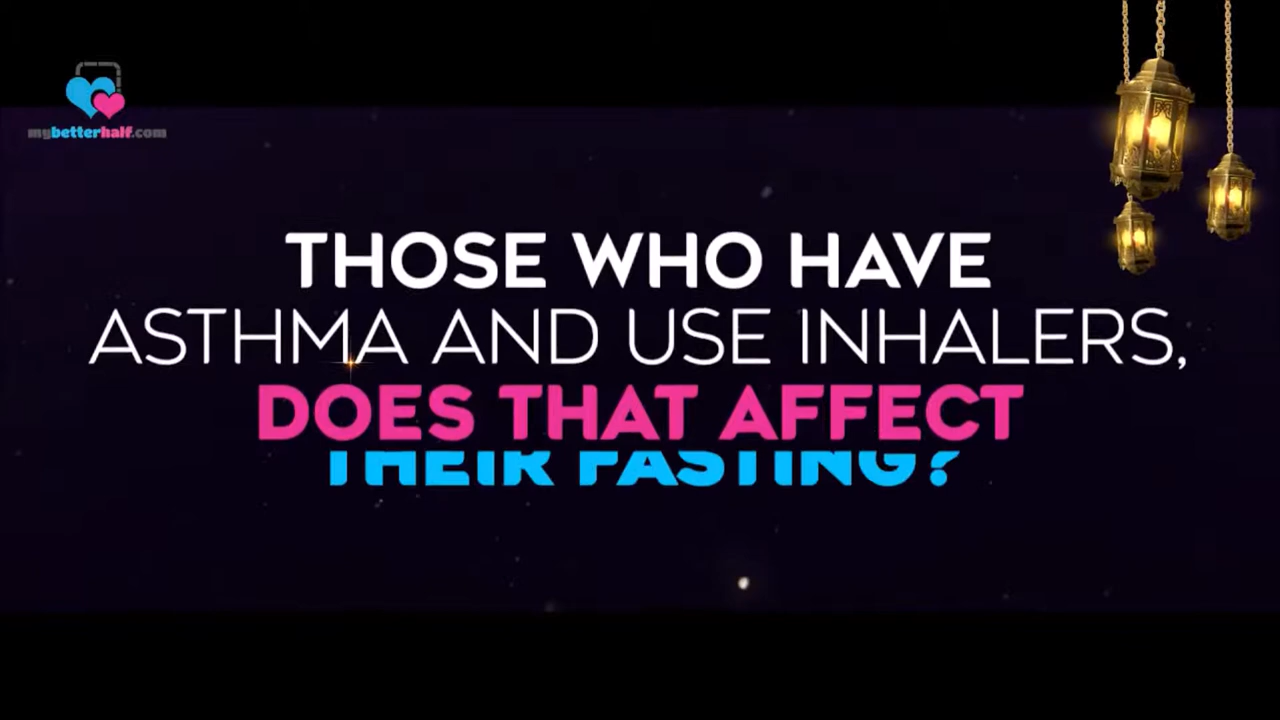 mybetterhalf.com
THOSE WHO HAVE
ASTHMA AND USE INHALERS,
DOES THAT AFFECT
THEIR FASTING?